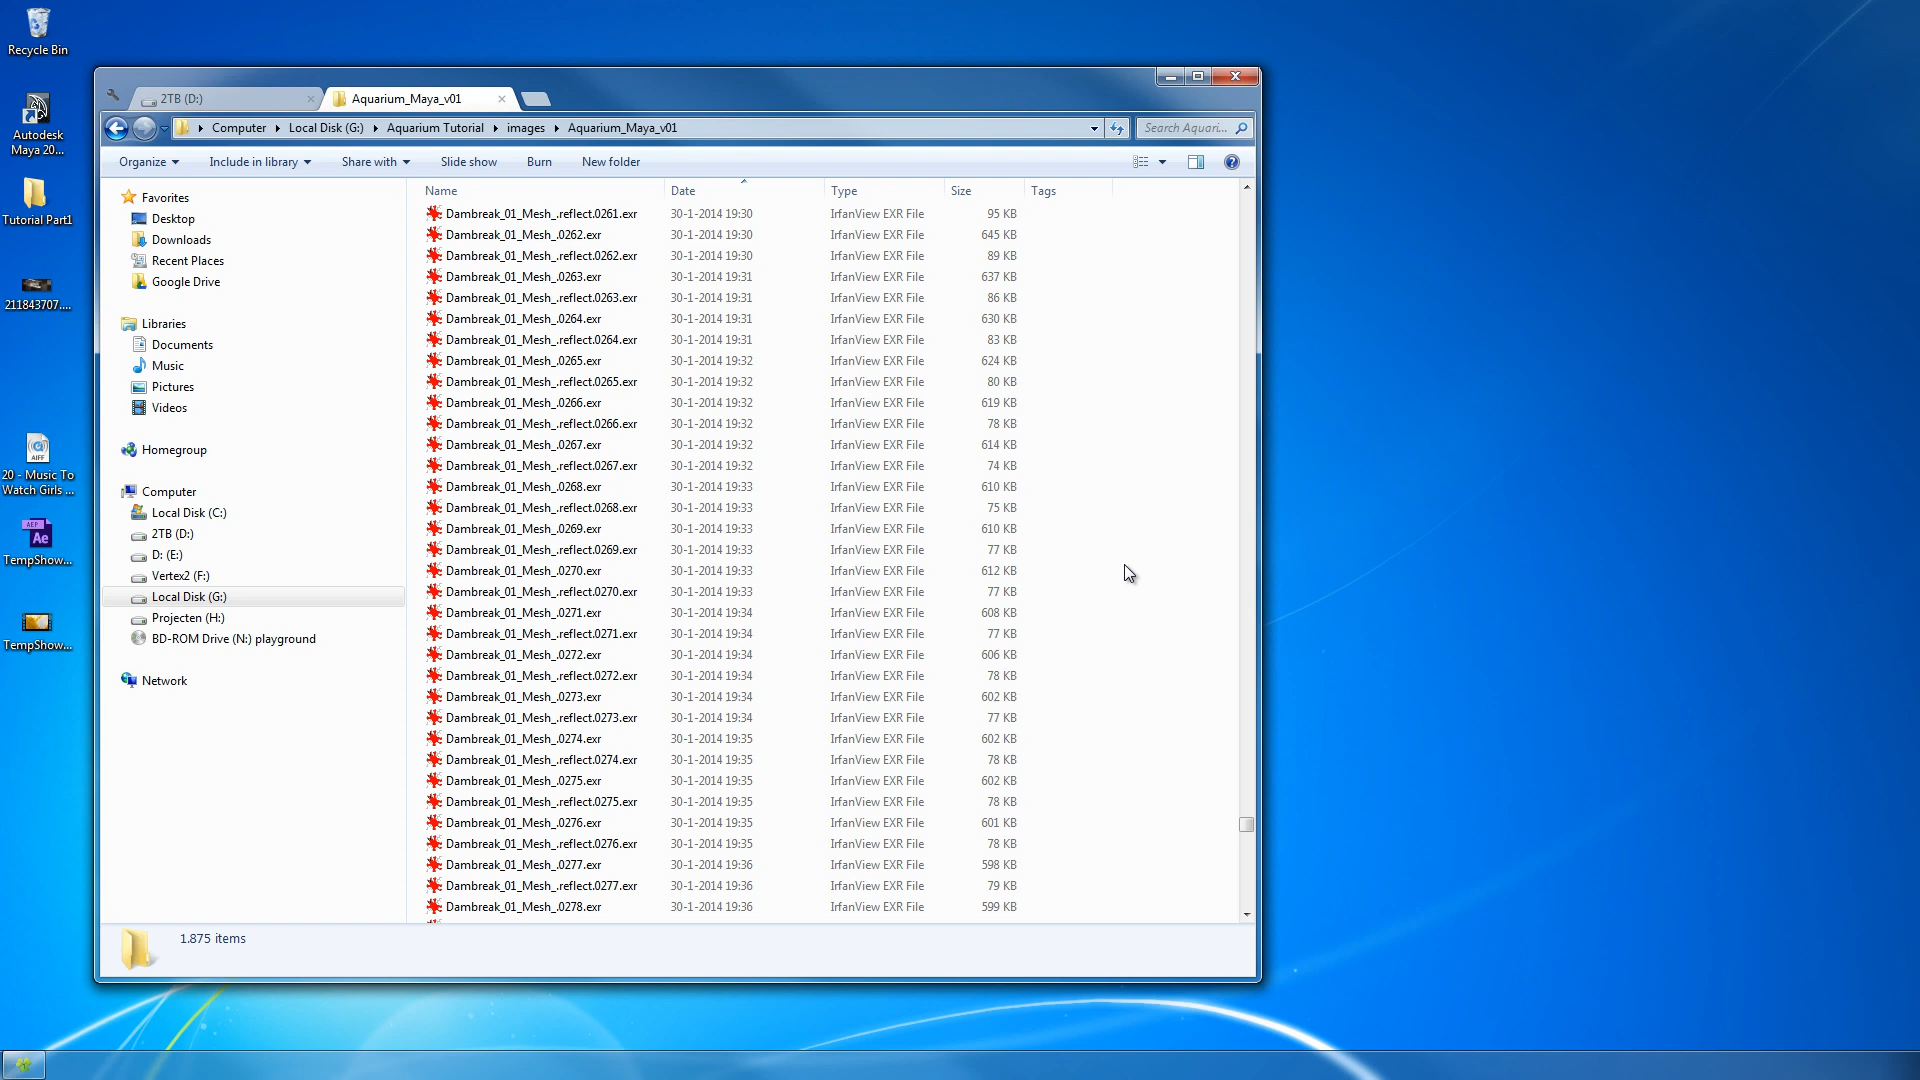 Recycle Bin
Autodesk
Maya 20...
Tutorial Part1
211843707....
AIFF
20 - Music To
Watch Girls ...
AEP
Ae
TempShow...
TempShow...
2TB (D:)
Aquarium_Maya_v01
Computer Local Disk (G:) Aquarium Tutorial images Aquarium_Maya_v01
Search Aquari...
Organize Include in library Share with Slide show Burn New folder
Favorites
Desktop
Downloads
Recent Places
Google Drive
Libraries
Documents
Music
Pictures
Videos
Homegroup
Computer
Local Disk (C:)
2TB (D:)
D: (E:)
Vertex2 (F:)
Local Disk (G:)
Projecten (H:)
BD-ROM Drive (N:) playground
Network
Name Date Type Size Tags
Dambreak_01_Mesh_.reflect.0261.exr 30-1-2014 19:30 IrfanView EXR File 95 KB
Dambreak_01_Mesh_.0262.exr 30-1-2014 19:30 IrfanView EXR File 645 KB
Dambreak_01_Mesh_.reflect.0262.exr 30-1-2014 19:30 IrfanView EXR File 89 KB
Dambreak_01_Mesh_.0263.exr 30-1-2014 19:31 IrfanView EXR File 637 KB
Dambreak_01_Mesh_.reflect.0263.exr 30-1-2014 19:31 IrfanView EXR File 86 KB
Dambreak_01_Mesh_.0264.exr 30-1-2014 19:31 IrfanView EXR File 630 KB
Dambreak_01_Mesh_.reflect.0264.exr 30-1-2014 19:31 IrfanView EXR File 83 KB
Dambreak_01_Mesh_.0265.exr 30-1-2014 19:32 IrfanView EXR File 624 KB
Dambreak_01_Mesh_.reflect.0265.exr 30-1-2014 19:32 IrfanView EXR File 80 KB
Dambreak_01_Mesh_.0266.exr 30-1-2014 19:32 IrfanView EXR File 619 KB
Dambreak_01_Mesh_.reflect.0266.exr 30-1-2014 19:32 IrfanView EXR File 78 KB
Dambreak_01_Mesh_.0267.exr 30-1-2014 19:32 IrfanView EXR File 614 KB
Dambreak_01_Mesh_.reflect.0267.exr 30-1-2014 19:32 IrfanView EXR File 74 KB
Dambreak_01_Mesh_.0268.exr 30-1-2014 19:33 IrfanView EXR File 610 KB
Dambreak_01_Mesh_.reflect.0268.exr 30-1-2014 19:33 IrfanView EXR File 75 KB
Dambreak_01_Mesh_.0269.exr 30-1-2014 19:33 IrfanView EXR File 610 KB
Dambreak_01_Mesh_.reflect.0269.exr 30-1-2014 19:33 IrfanView EXR File 77 KB
Dambreak_01_Mesh_.0270.exr 30-1-2014 19:33 IrfanView EXR File 612 KB
Dambreak_01_Mesh_.reflect.0270.exr 30-1-2014 19:33 IrfanView EXR File 77 KB
Dambreak_01_Mesh_.0271.exr 30-1-2014 19:34 IrfanView EXR File 608 KB
Dambreak_01_Mesh_.reflect.0271.exr 30-1-2014 19:34 IrfanView EXR File 77 KB
Dambreak_01_Mesh_.0272.exr 30-1-2014 19:34 IrfanView EXR File 606 KB
Dambreak_01_Mesh_.reflect.0272.exr 30-1-2014 19:34 IrfanView EXR File 78 KB
Dambreak_01_Mesh_.0273.exr 30-1-2014 19:34 IrfanView EXR File 602 KB
Dambreak_01_Mesh_.reflect.0273.exr 30-1-2014 19:34 IrfanView EXR File 77 KB
Dambreak_01_Mesh_.0274.exr 30-1-2014 19:35 IrfanView EXR File 602 KB
Dambreak_01_Mesh_.reflect.0274.exr 30-1-2014 19:35 IrfanView EXR File 78 KB
Dambreak_01_Mesh_.0275.exr 30-1-2014 19:35 IrfanView EXR File 602 KB
Dambreak_01_Mesh_.reflect.0275.exr 30-1-2014 19:35 IrfanView EXR File 78 KB
Dambreak_01_Mesh_.0276.exr 30-1-2014 19:35 IrfanView EXR File 601 KB
Dambreak_01_Mesh_.reflect.0276.exr 30-1-2014 19:35 IrfanView EXR File 78 KB
Dambreak_01_Mesh_.0277.exr 30-1-2014 19:36 IrfanView EXR File 598 KB
Dambreak_01_Mesh_.reflect.0277.exr 30-1-2014 19:36 IrfanView EXR File 79 KB
Dambreak_01_Mesh_.0278.exr 30-1-2014 19:36 IrfanView EXR File 599 KB
1.875 items